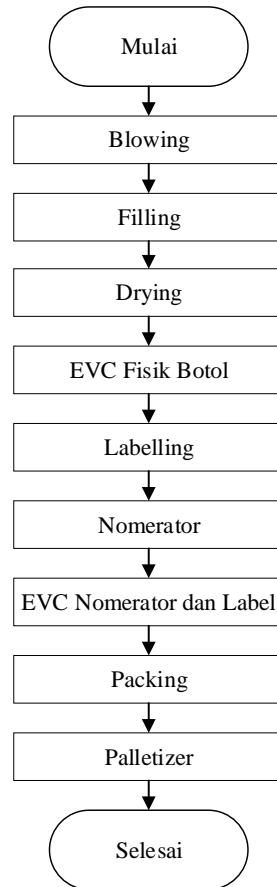 Mulai
Blowing
Filling
Drying
EVC Fisik Botol
Labelling
Nomerator
EVC Nomerator dan Label
Packing
Palletizer
Selesai